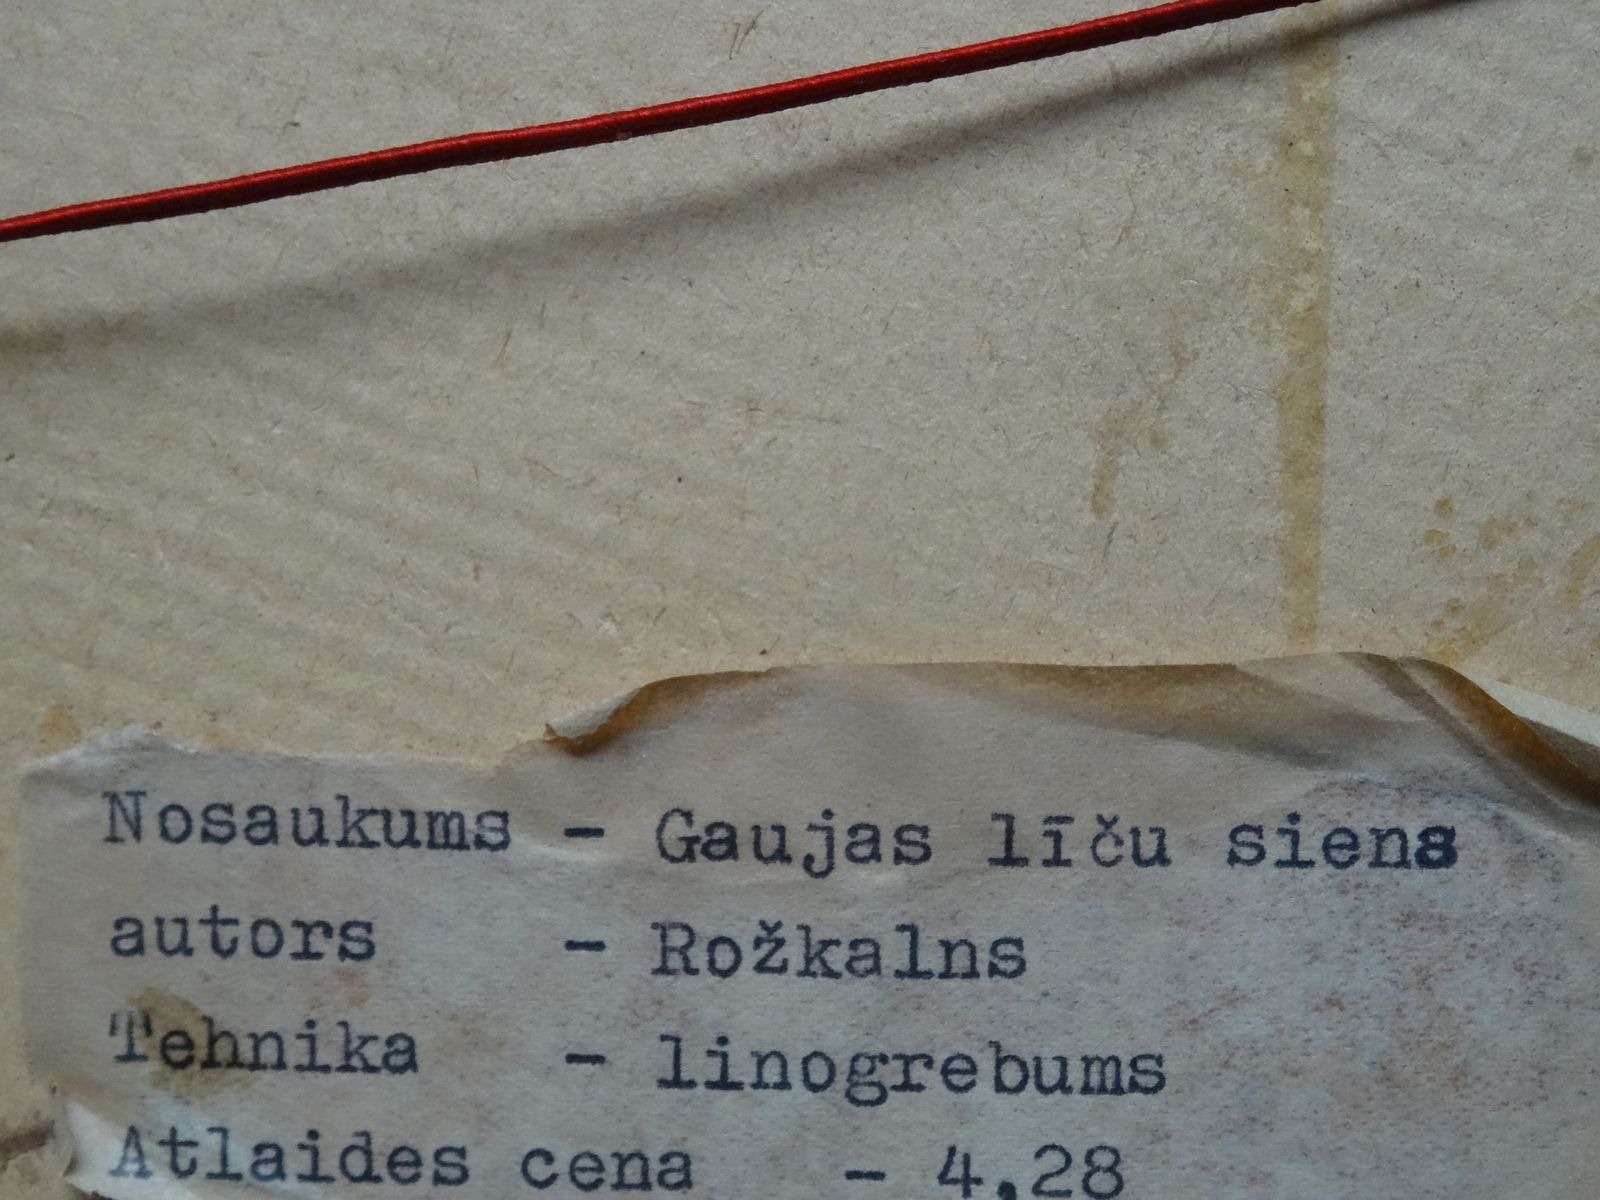 Nosaukums - Gaujas līču siens
autors - Rožkalns
Tehnika - linogrebums
Atlaides cena - 4,28